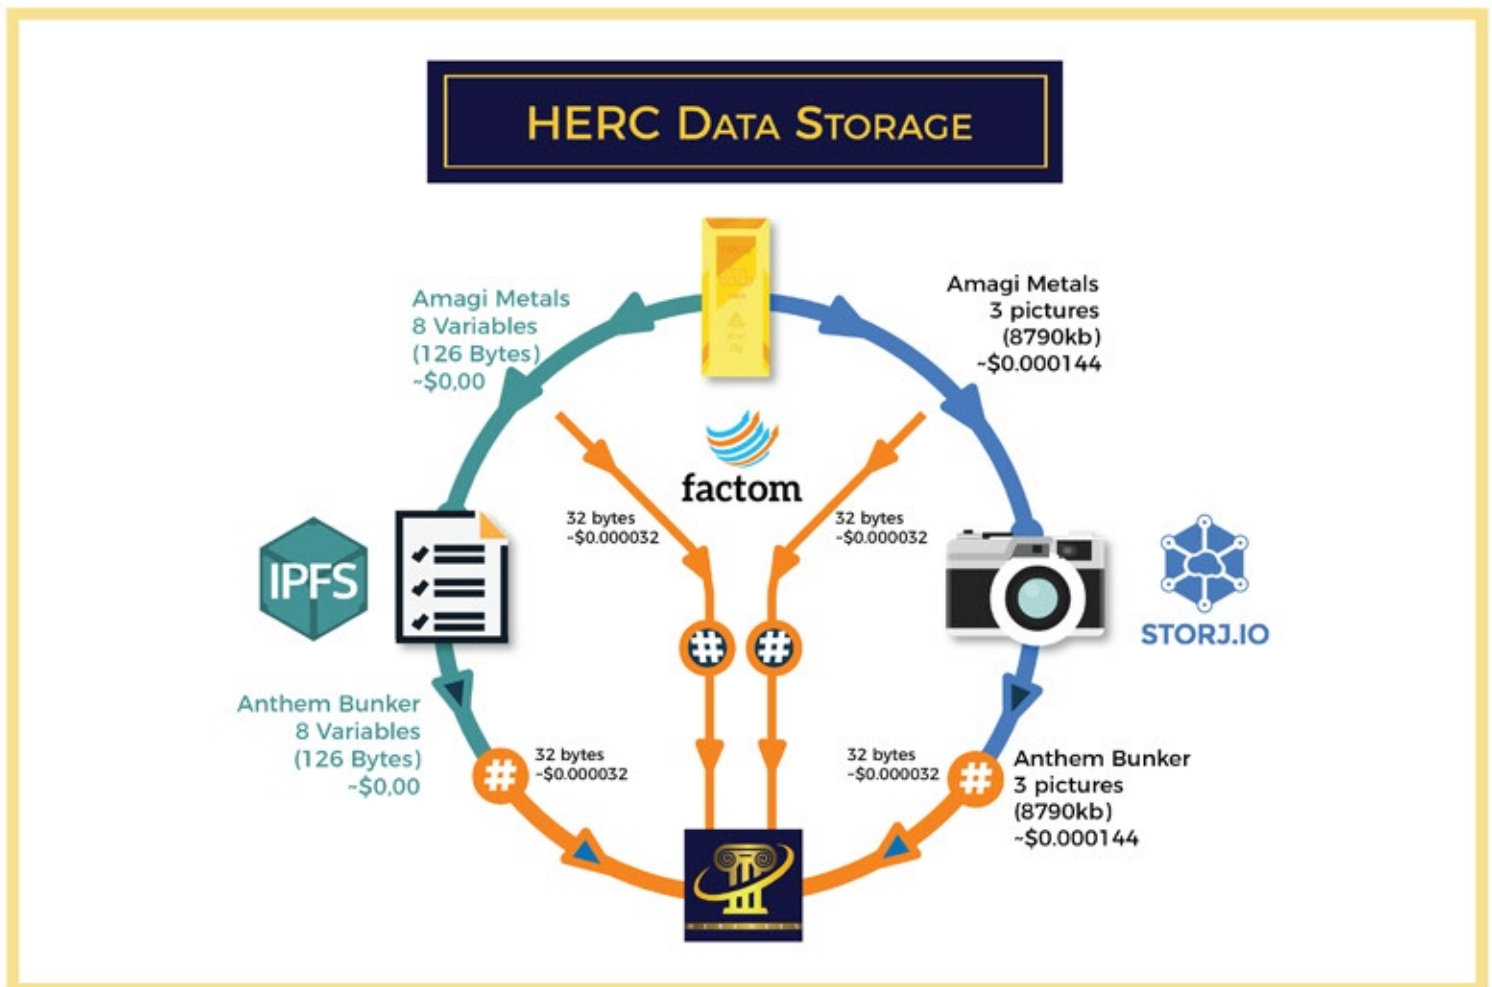 HERC DATA STORAGE
Amagi Metals
8 Variables
(126 Bytes)
~$0,00
Amagi Metals
3 pictures
(8790kb)
~$0.000144
factom
32 bytes
~$0.000032
32 bytes
~$0.000032
IPFS
STORJ.IO
Anthem Bunker
8 Variables
(126 Bytes)
~$0,00
#
#
32 bytes
~$0.000032
32 bytes
~$0.000032
Anthem Bunker
3 pictures
(8790kb)
~$0.000144
#
#